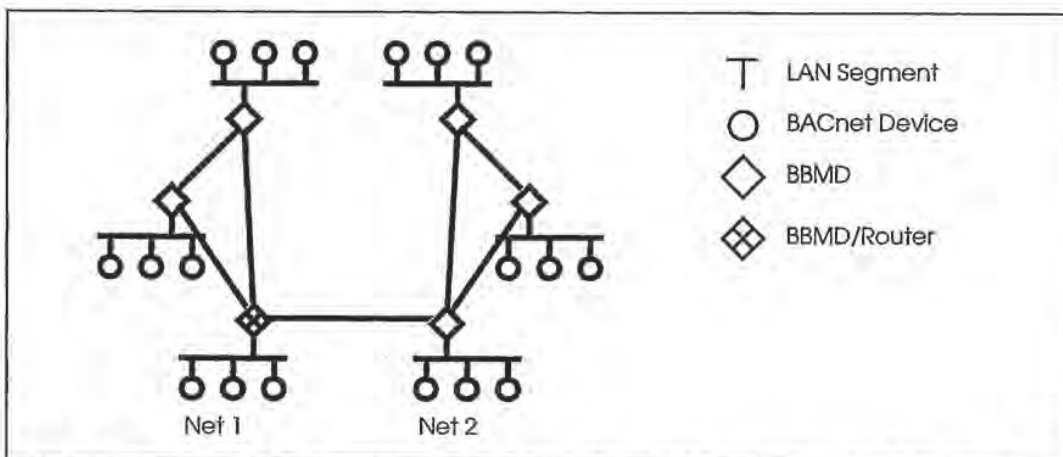 LAN Segment
BACnet Device
BBMD
BBMD/Router
Net 1
Net 2